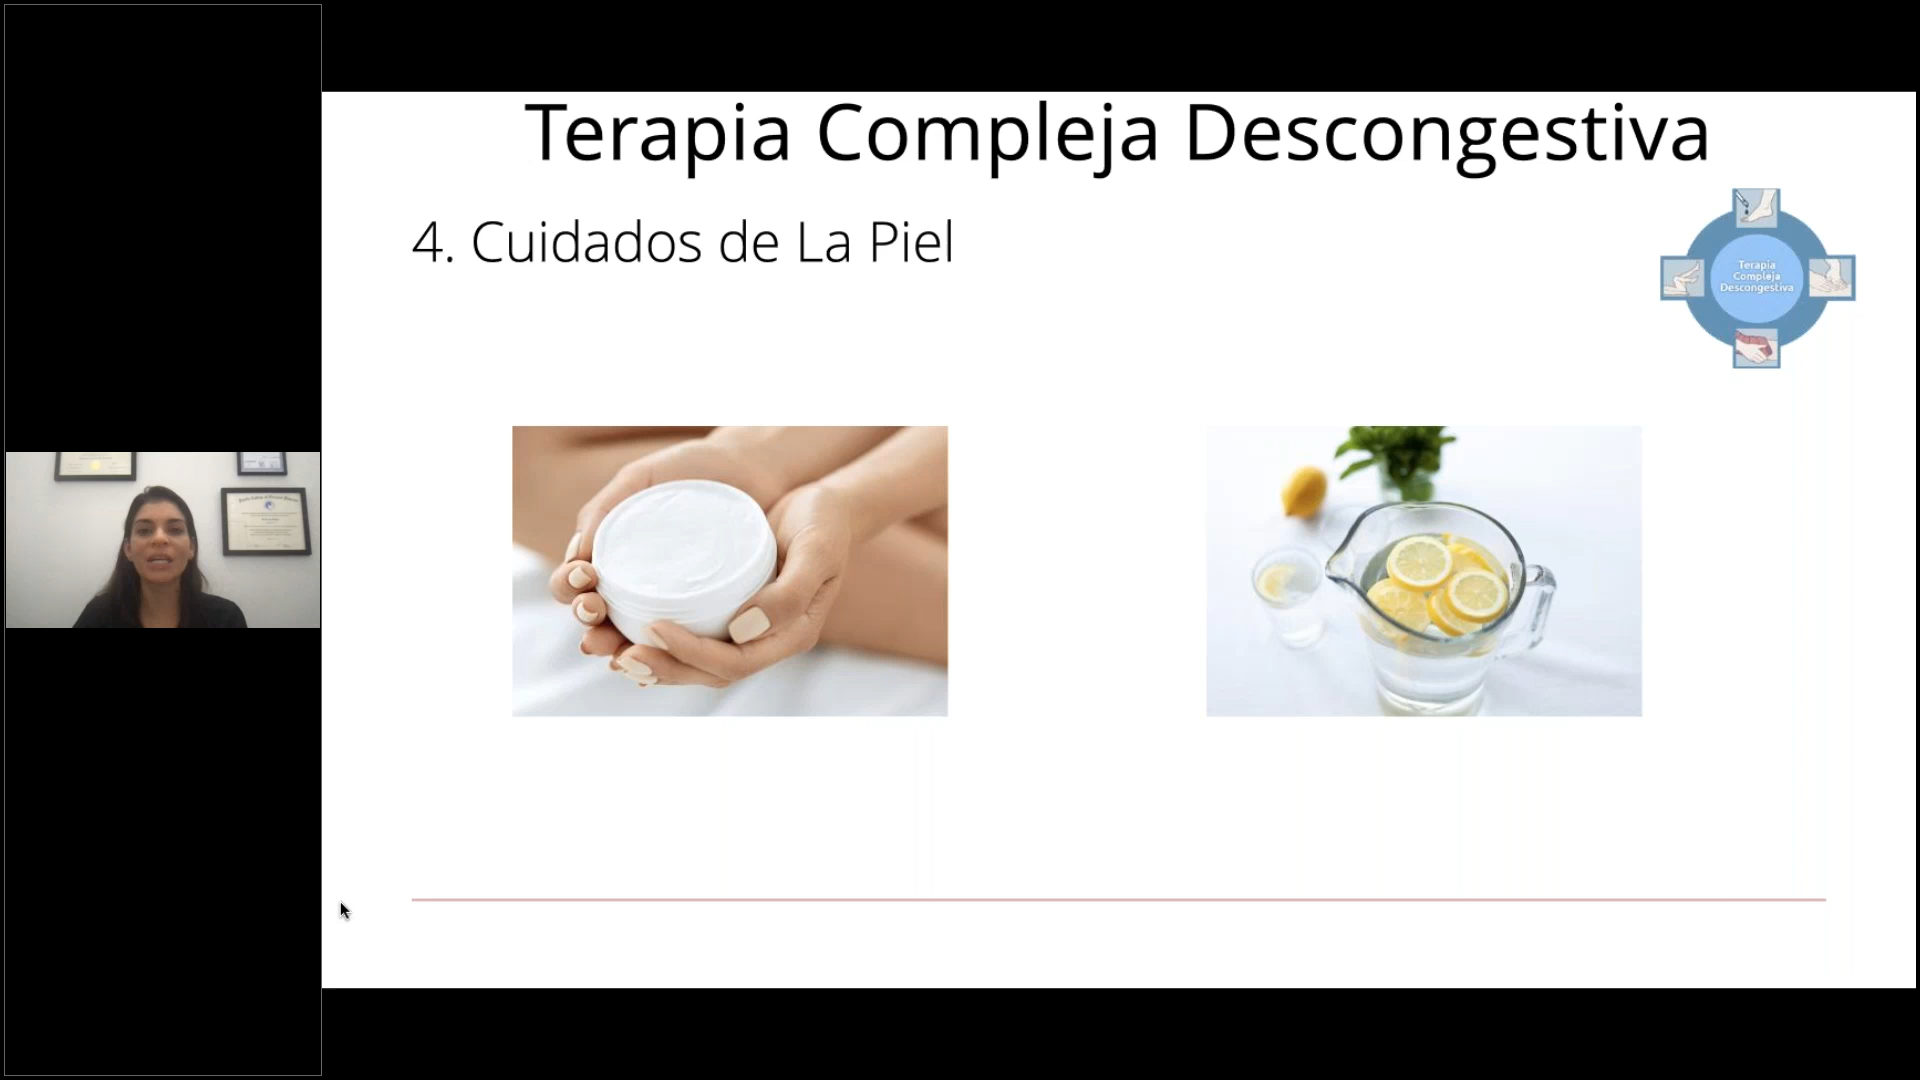 Terapia Compleja Descongestiva
4. Cuidados de La Piel
Terapia
Compleja
Descongestiva